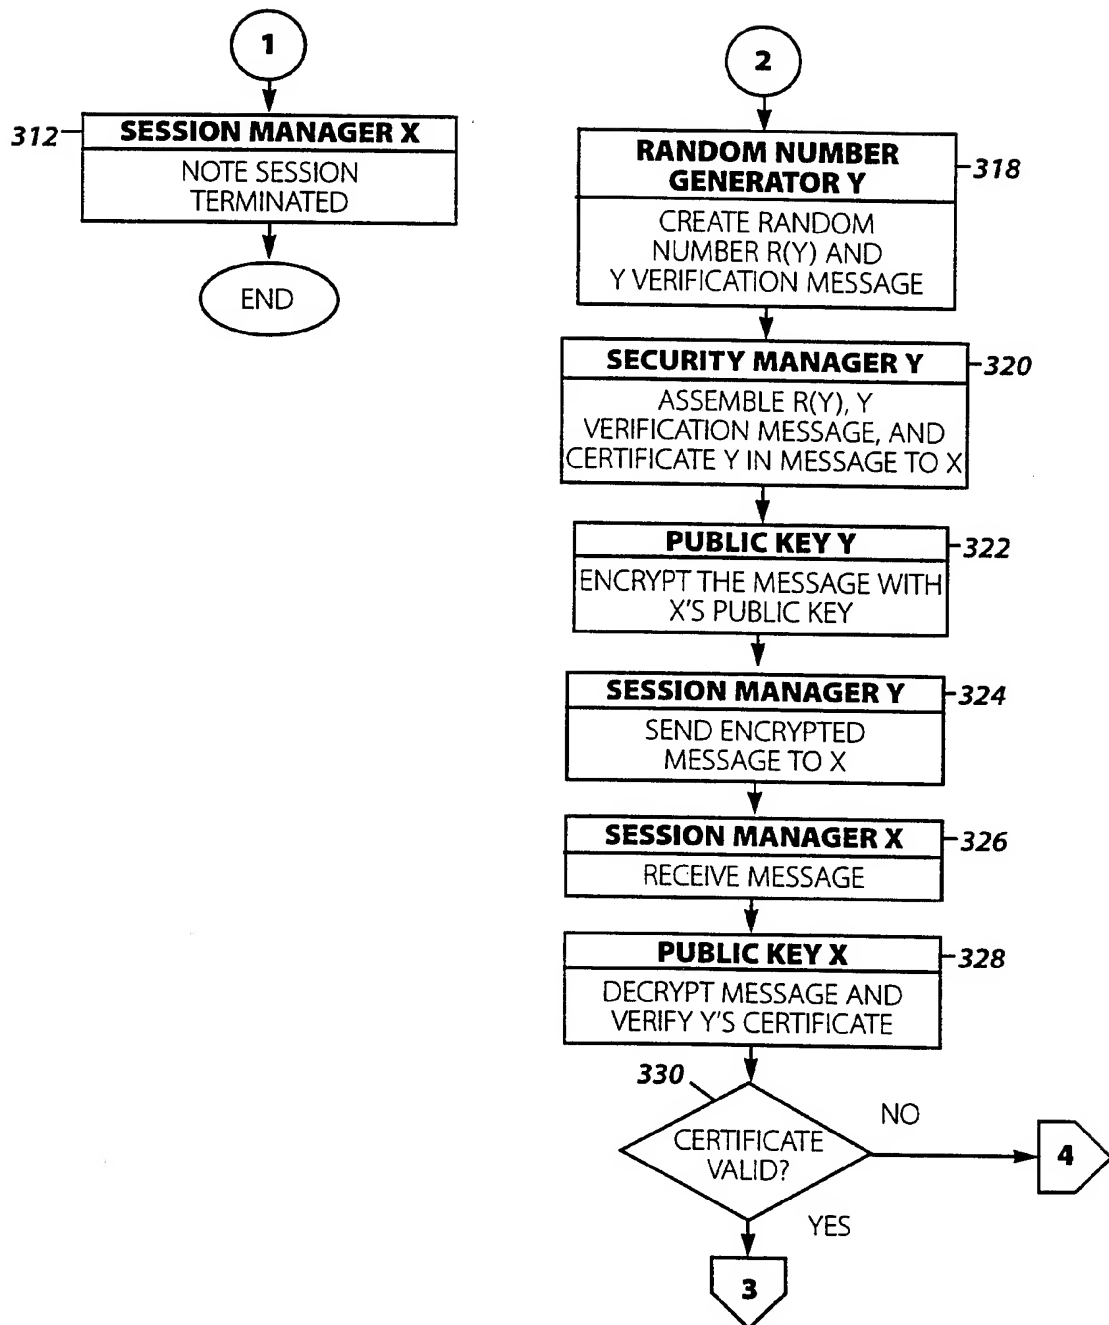 1
312
SESSION MANAGER X
NOTE SESSION
TERMINATED
END
2
RANDOM NUMBER
GENERATOR Y
318
CREATE RANDOM
NUMBER R(Y) AND
Y VERIFICATION MESSAGE
SECURITY MANAGER Y
320
ASSEMBLE R(Y), Y
VERIFICATION MESSAGE, AND
CERTIFICATE Y IN MESSAGE TO X
PUBLIC KEY Y
322
ENCRYPT THE MESSAGE WITH
X'S PUBLIC KEY
SESSION MANAGER Y
324
SEND ENCRYPTED
MESSAGE TO X
SESSION MANAGER X
326
RECEIVE MESSAGE
PUBLIC KEY X
328
DECRYPT MESSAGE AND
VERIFY Y'S CERTIFICATE
330
CERTIFICATE
VALID?
NO
4
YES
3